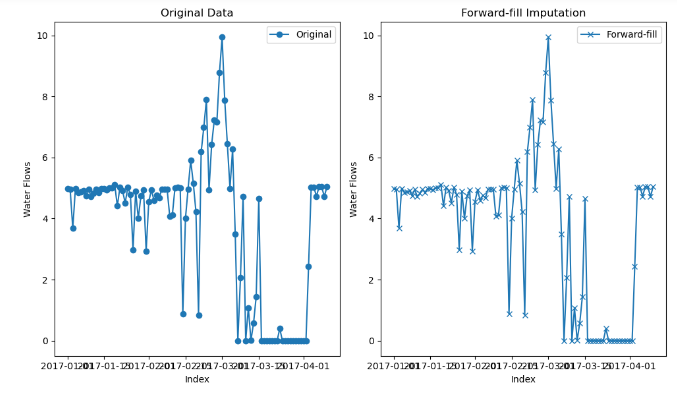 Original Data
Original
Water Flows
10
8
6
4
2
0
Index
Forward-fill Imputation
Forward-fill
Water Flows
10
8
6
4
2
0
2017-04-01
2017-04-01
Index